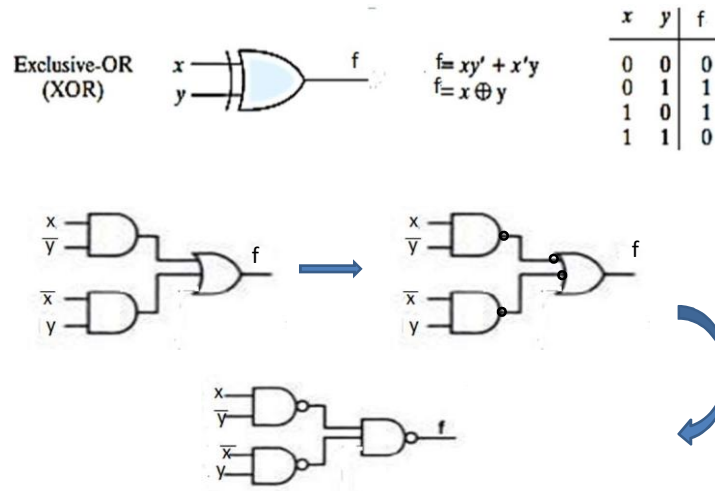 x y f
Exclusive-OR
(XOR)
x
y
f
f= xy' + x'y
f= x ⊕ y
0 0 0
0 1 1
1 0 1
1 1 0
x
y̅
x̅
y
f
x
y̅
x̅
y
f
x
y̅
x̅
y
f